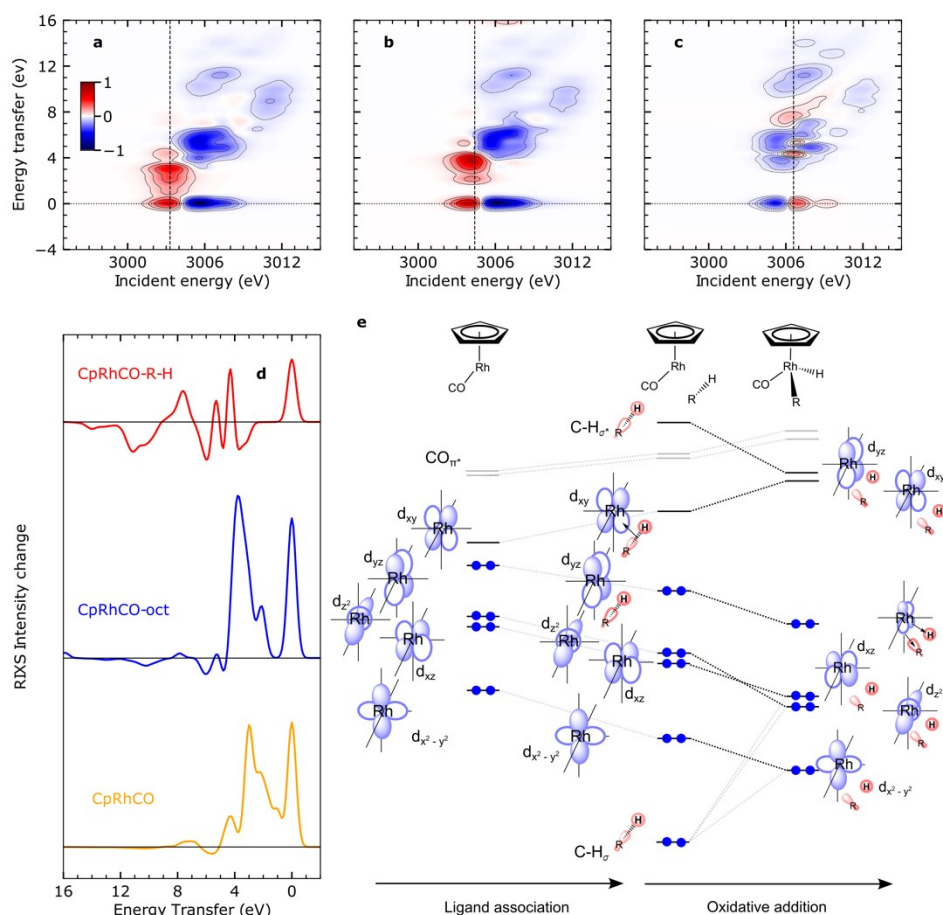 a
b
c
16
12
8
4
0
−4
1
0
−1
3000
3006
3012
3000
3006
3012
3000
3006
3012
Energy transfer (ev)
Incident energy (eV)
Incident energy (eV)
Incident energy (eV)
d
CpRhCO-R-H
CpRhCO-oct
CpRhCO
RIXS Intensity change
16
12
8
4
0
Energy Transfer (eV)
e
Rh
CO
Rh
CO
R
H
Rh
CO
H
R
C-Hσ*
R
H
COπ*
dxy
Rh
dyz
Rh
dz²
Rh
Rh
dxz
Rh
dx² - y²
dxy
Rh
R
H
dyz
Rh
R
H
dz²
Rh
Rh
dxz
Rh
dx² - y²
C-Hσ
R
H
dyz
Rh
H
R
dxy
Rh
H
R
Rh
H
R
dxz
Rh
H
R
dz²
Rh
H
R
Rh
H
R
dx² - y²
Ligand association
Oxidative addition